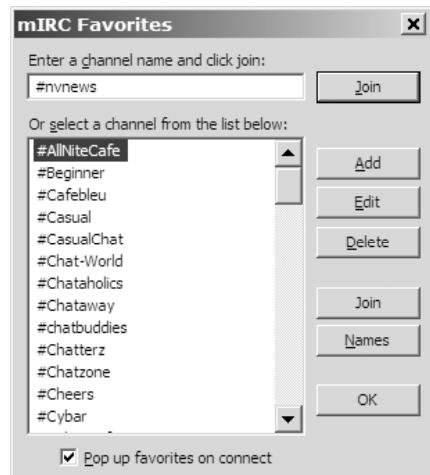 mIRC Favorites
Enter a channel name and click join:
#nvnews
Join
Or select a channel from the list below:
#AllNiteCafe
#Beginner
#Cafebleu
#Casual
#CasualChat
#Chat-World
#Chataholics
#Chataway
#chatbuddies
#Chatterz
#Chatzone
#Cheers
#Cybar
Add
Edit
Delete
Join
Names
OK
Pop up favorites on connect